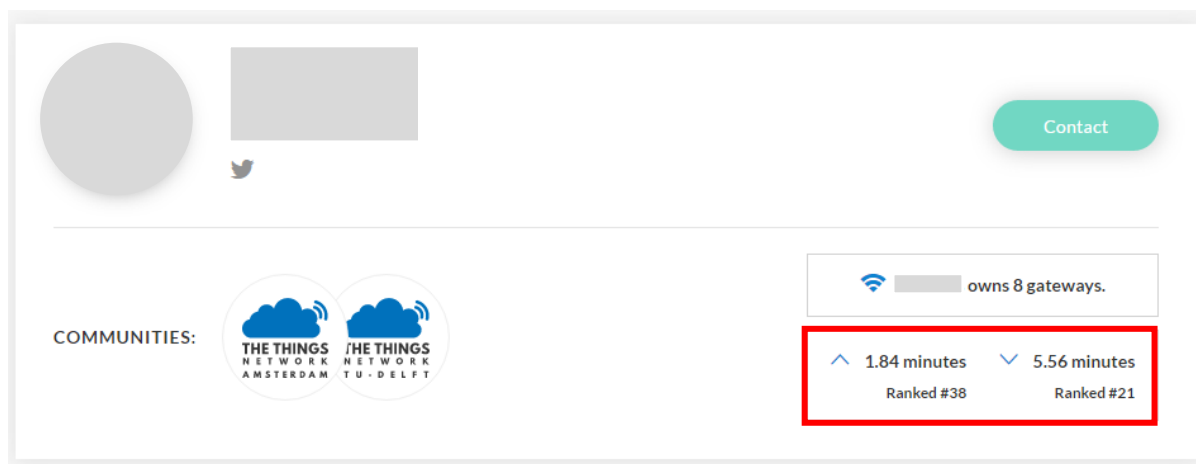 Contact
owns 8 gateways.
COMMUNITIES:
THE THINGS
NETWORK
AMSTERDAM
THE THINGS
NETWORK
TU-DELFT
1.84 minutes
Ranked #38
5.56 minutes
Ranked #21